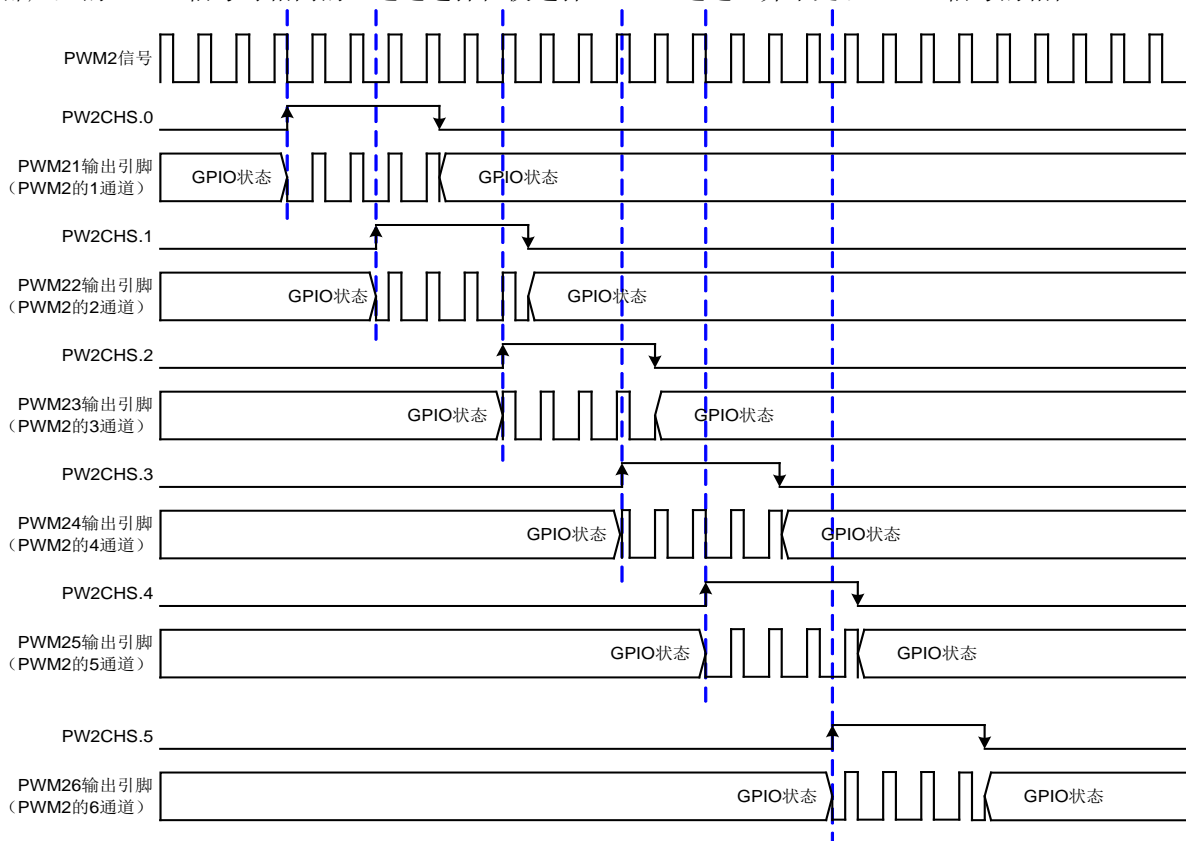 PWM2信号
PW2CHS.0
PWM21输出引脚
（PWM2的1通道）
GPIO状态
GPIO状态
PW2CHS.1
PWM22输出引脚
（PWM2的2通道）
GPIO状态
GPIO状态
PW2CHS.2
PWM23输出引脚
（PWM2的3通道）
GPIO状态
GPIO状态
PW2CHS.3
PWM24输出引脚
（PWM2的4通道）
GPIO状态
GPIO状态
PW2CHS.4
PWM25输出引脚
（PWM2的5通道）
GPIO状态
GPIO状态
PW2CHS.5
PWM26输出引脚
（PWM2的6通道）
GPIO状态
GPIO状态